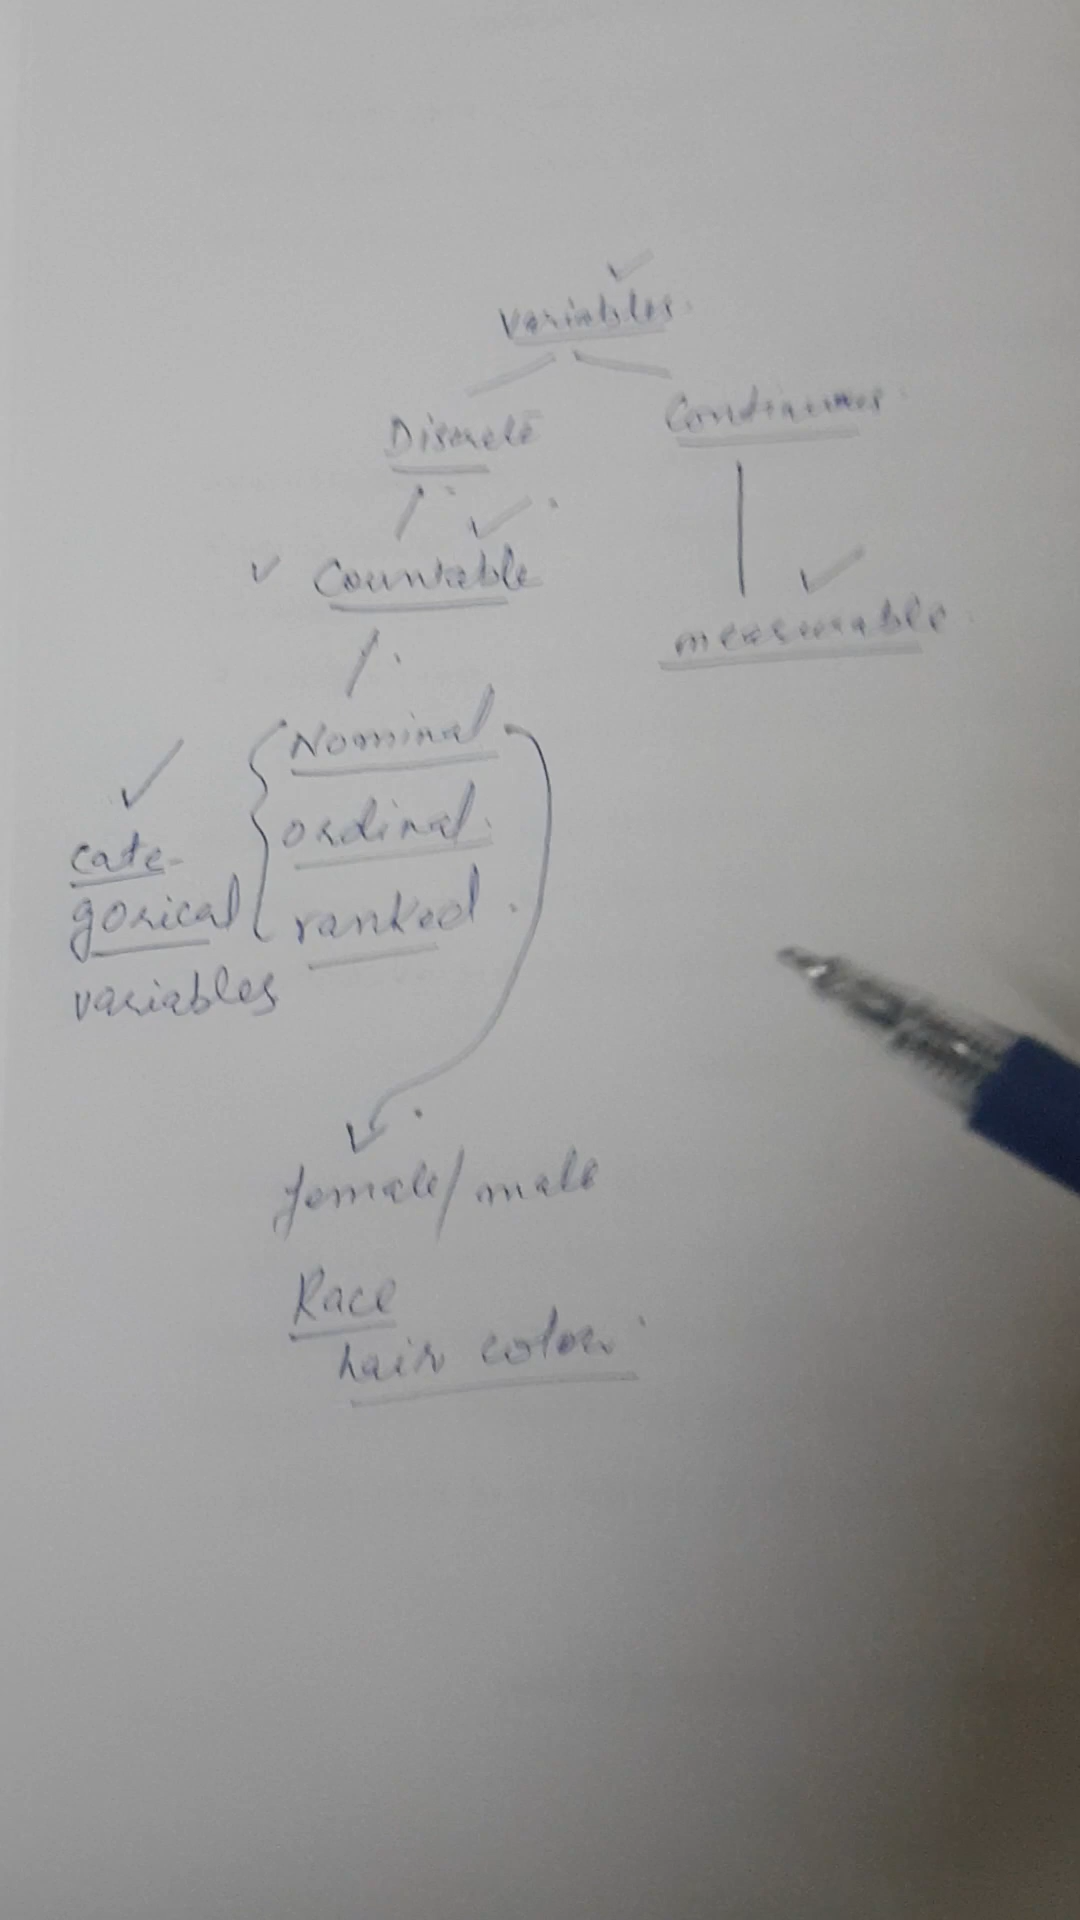 Variables
Discrete
Continuous
Countable
measurable
Nominal
ordinal
ranked
cate-
gorical
variables
female/male
Race
hair color